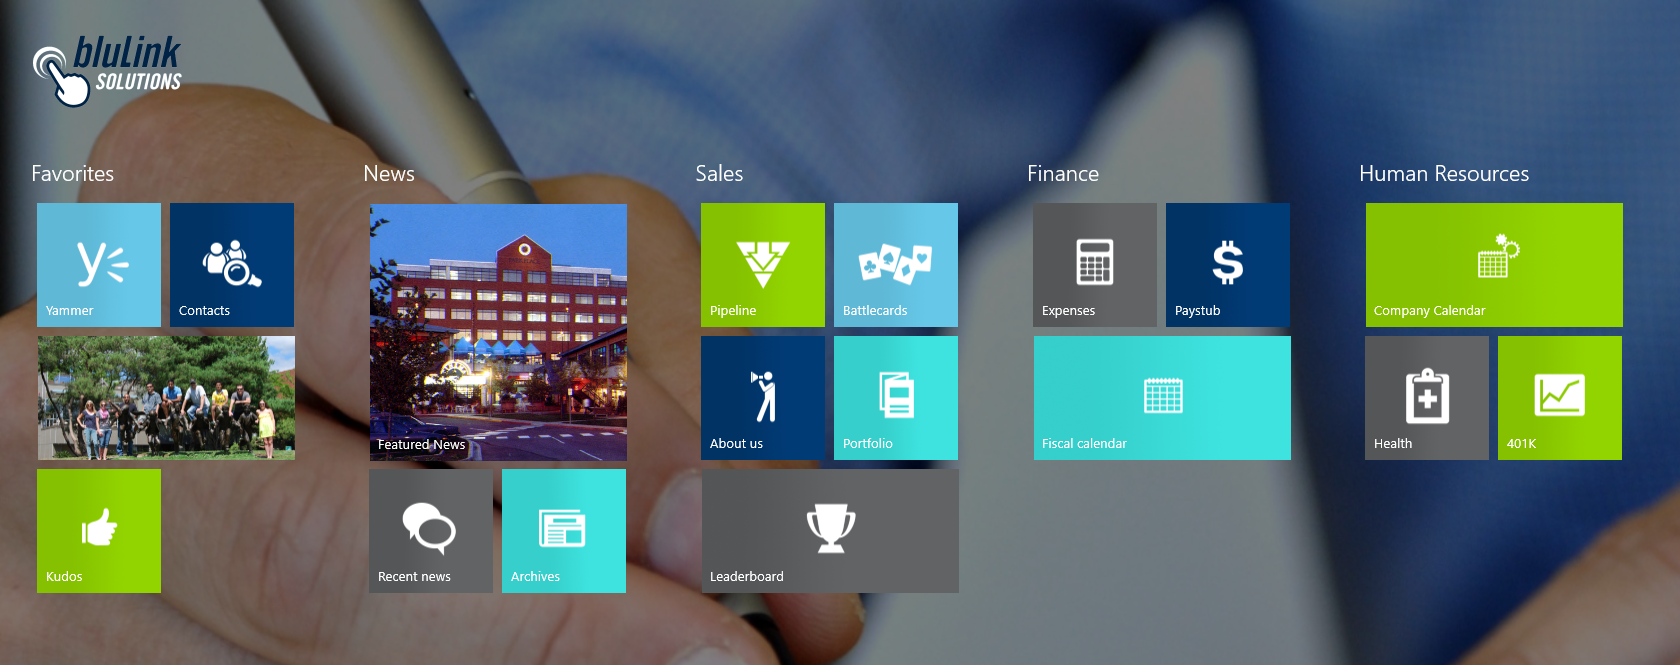 bluLink
SOLUTIONS
Favorites
Yammer
Contacts
Kudos
News
Featured News
Recent news
Archives
Sales
Pipeline
Battlecards
About us
Portfolio
Leaderboard
Finance
Expenses
$
Paystub
Fiscal calendar
Human Resources
Company Calendar
Health
401K